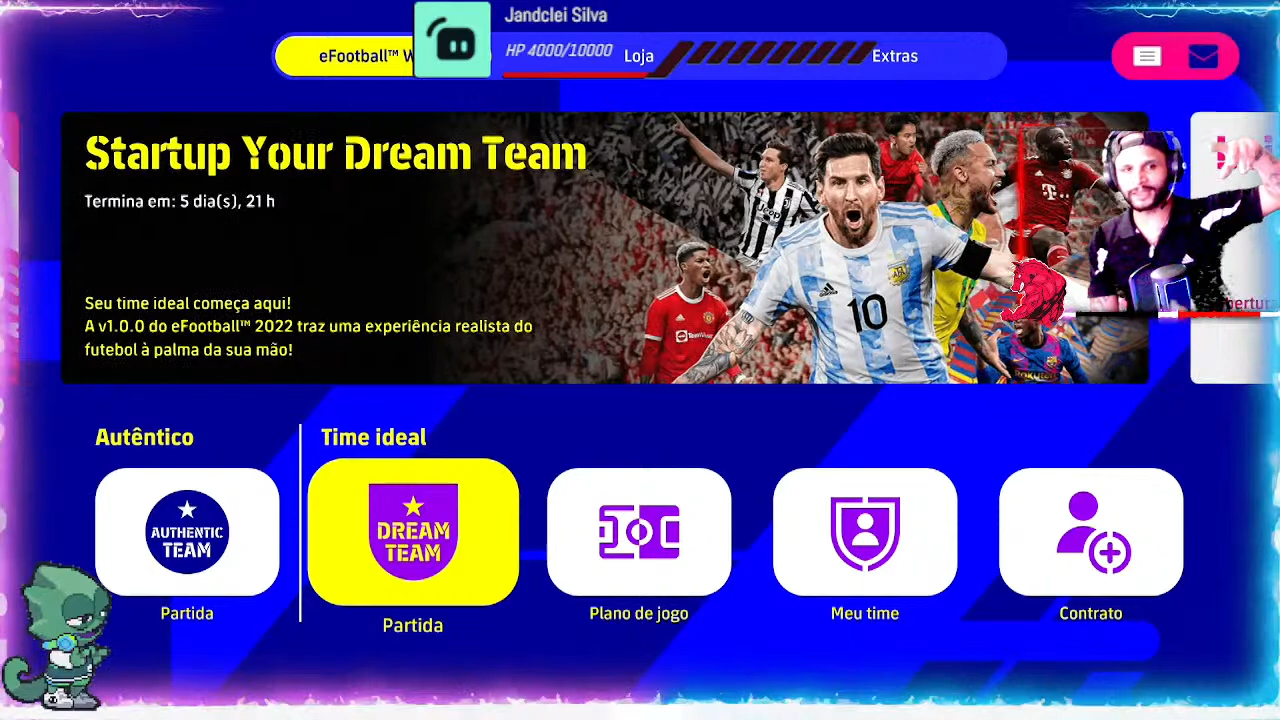 Jandclei Silva
HP 4000/10000
eFootball™ W
Loja
Extras
Startup Your Dream Team
Termina em: 5 dia(s), 21 h
Seu time ideal começa aqui!
A v1.0.0 do eFootball™ 2022 traz uma experiência realista do
futebol à palma da sua mão!
Jeep
10
Autêntico
Time ideal
AUTHENTIC
TEAM
DREAM
TEAM
Partida
Partida
Plano de jogo
Meu time
Contrato